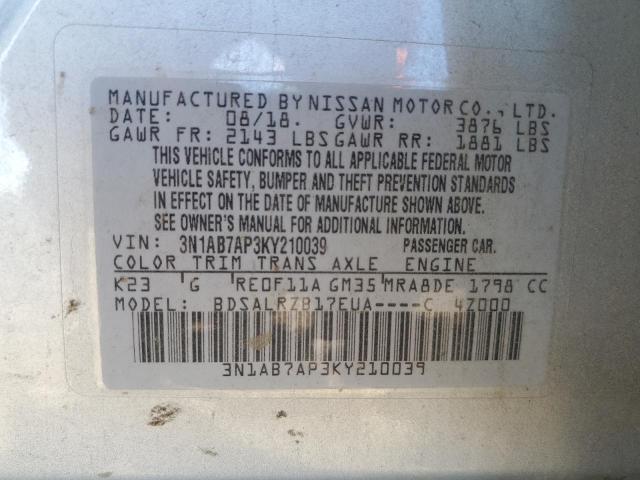 MANUFACTURED BY NISSAN MOTOR CO., LTD.
DATE: 08/18. GVWR: 3876 LBS
GAWR FR: 2143 LBS GAWR RR: 1881 LBS
THIS VEHICLE CONFORMS TO ALL APPLICABLE FEDERAL MOTOR
VEHICLE SAFETY, BUMPER AND THEFT PREVENTION STANDARDS
IN EFFECT ON THE DATE OF MANUFACTURE SHOWN ABOVE.
SEE OWNER'S MANUAL FOR ADDITIONAL INFORMATION.
VIN: 3N1AB7AP3KY210039 PASSENGER CAR.
COLOR TRIM TRANS AXLE ENGINE
K23 G RE0F11A GM35 MRA8DE 1798 CC
MODEL: BDSALRZB17EUA----C 4Z000
3N1AB7AP3KY210039